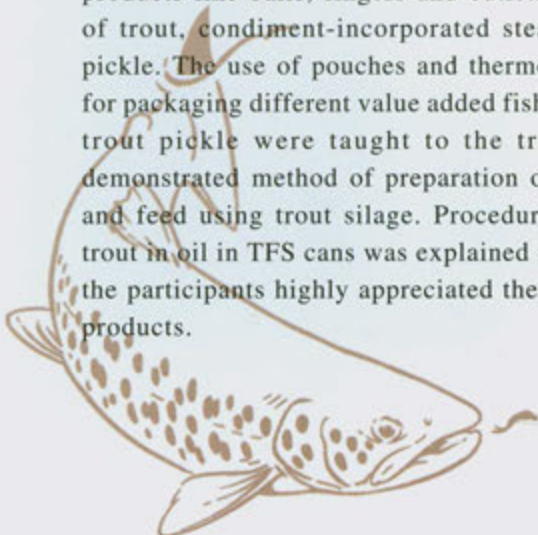 of trout, condiment-incorporated
pickle. The use of pouches and
for packaging different value added
trout pickle were taught to the
demonstrated method of preparation
and feed using trout silage.
trout in oil in TFS cans was explained
the participants highly appreciated the
products.